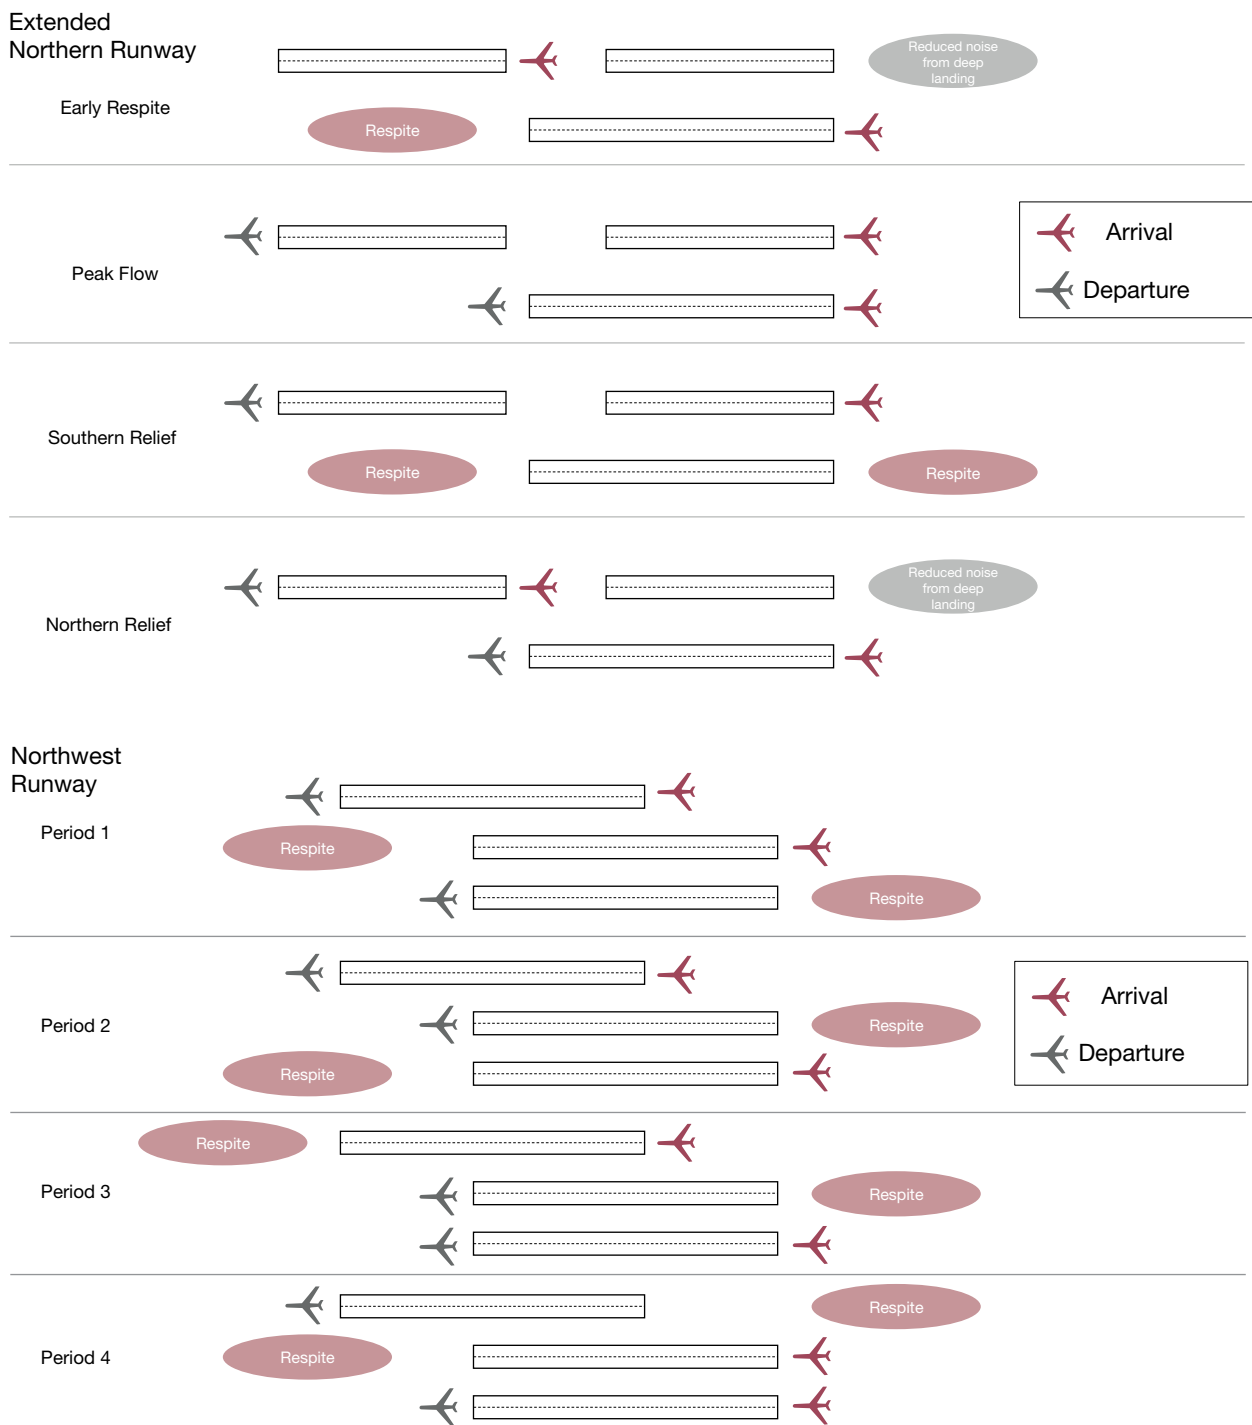 Extended
Northern Runway
Reduced noise
from deep
landing
Early Respite
Respite
Arrival
Peak Flow
Departure
Southern Relief
Respite
Respite
Reduced noise
from deep
landing
Northern Relief
Northwest
Runway
Period 1
Respite
Respite
Arrival
Period 2
Respite
Departure
Respite
Respite
Period 3
Respite
Respite
Period 4
Respite